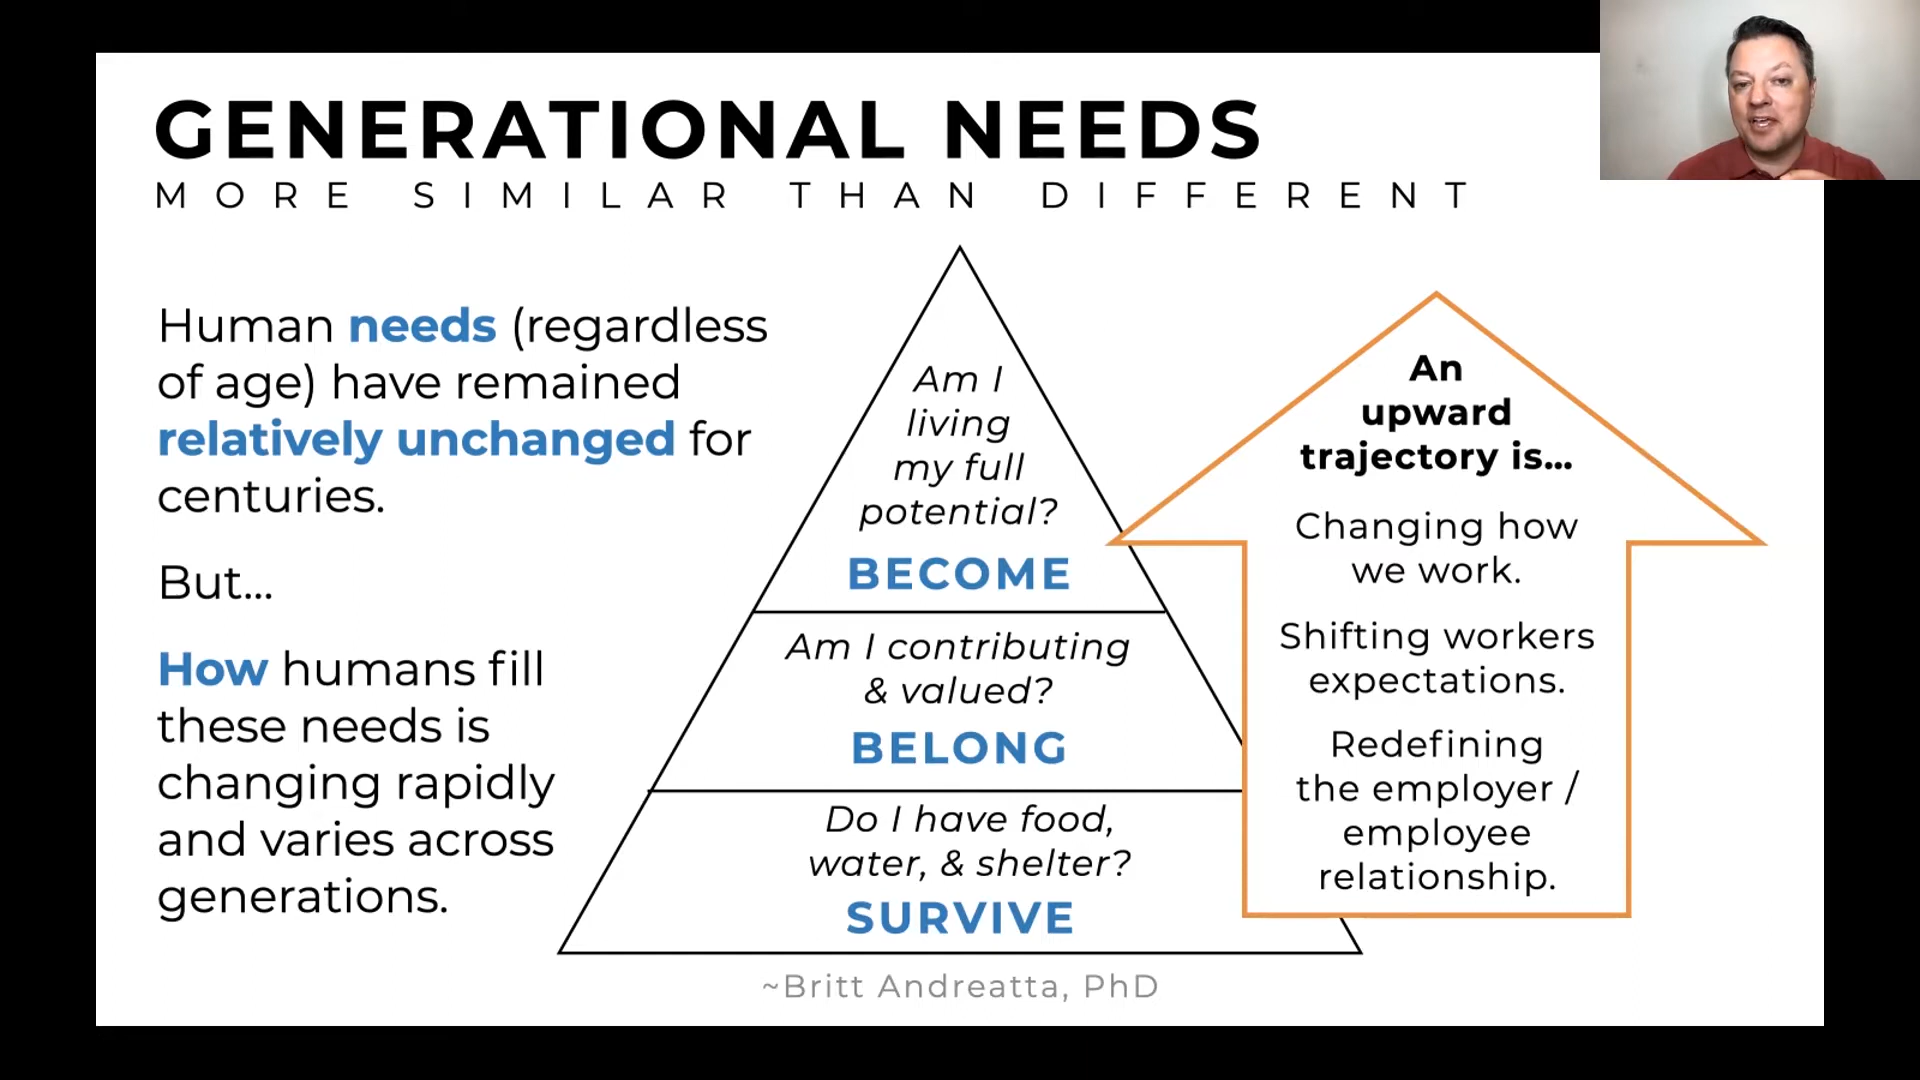 GENERATIONAL NEEDS
MORE SIMILAR THAN DIFFERENT
Human needs (regardless
of age) have remained
relatively unchanged for
centuries.
But...
How humans fill
these needs is
changing rapidly
and varies across
generations.
Am I
living
my full
potential?
BECOME
Am I contributing
& valued?
BELONG
Do I have food,
water, & shelter?
SURVIVE
~Britt Andreatta, PhD
An
upward
trajectory is...
Changing how
we work.
Shifting workers
expectations.
Redefining
the employer /
employee
relationship.